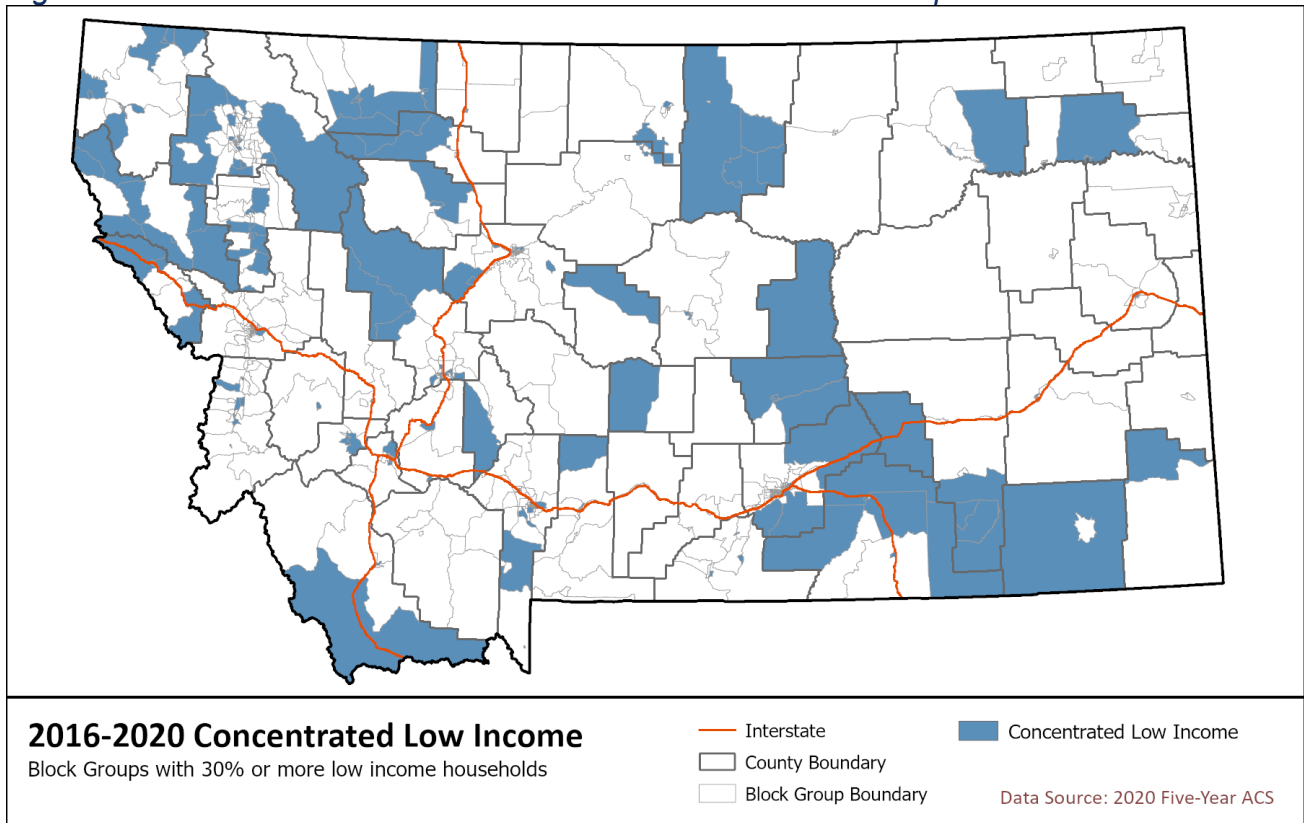 2016-2020 Concentrated Low Income
Block Groups with 30% or more low income households
Interstate
County Boundary
Block Group Boundary
Concentrated Low Income
Data Source: 2020 Five-Year ACS